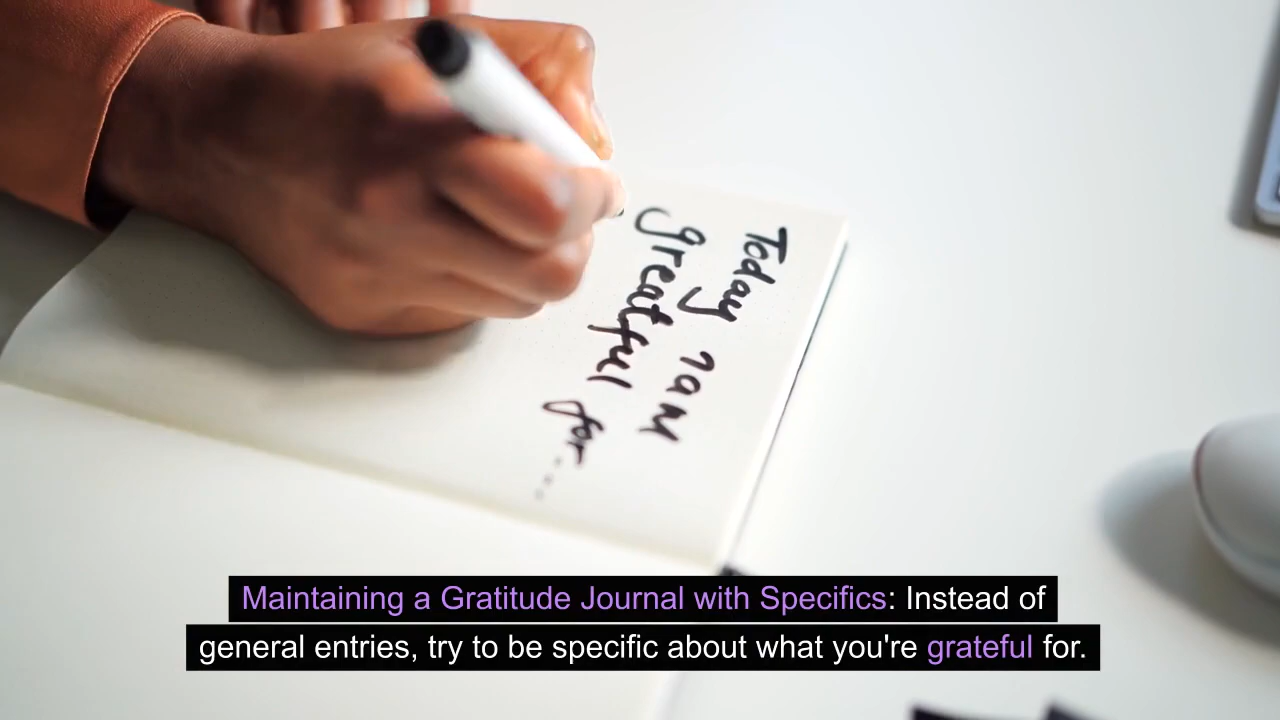 Today I am
greatful for....
Maintaining a Gratitude Journal with Specifics: Instead of
general entries, try to be specific about what you're grateful for.